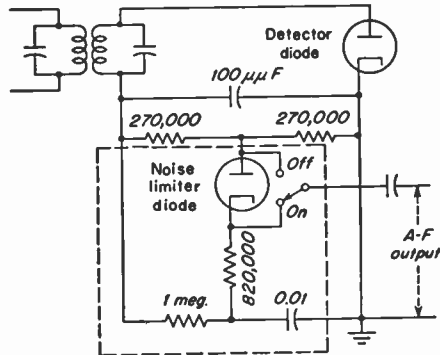 Detector
diode
100 μμ F
270,000
270,000
Noise
limiter
diode
Off
On
820,000
A-F
output
1 meg.
0.01